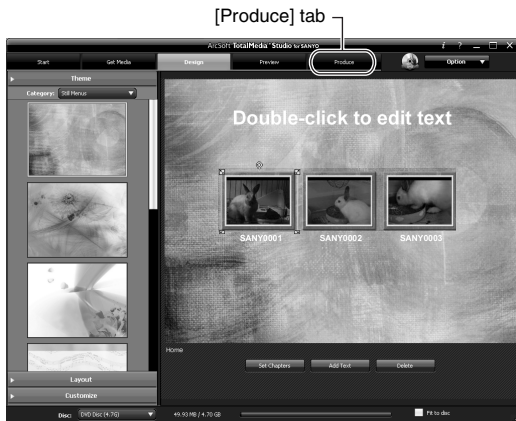 [Produce] tab
ArcSoft TotalMedia™ Studio for SANYO
i ? _ □ X
Start Get Media Design Preview Produce Option
Theme
Category: Still Menus
Double-click to edit text
SANY0001 SANY0002 SANY0003
Home
Set Chapters Add Text Delete
Layout
Customize
Disc: DVD Disc (4.7G) 49.93 MB / 4.70 GB Fit to disc